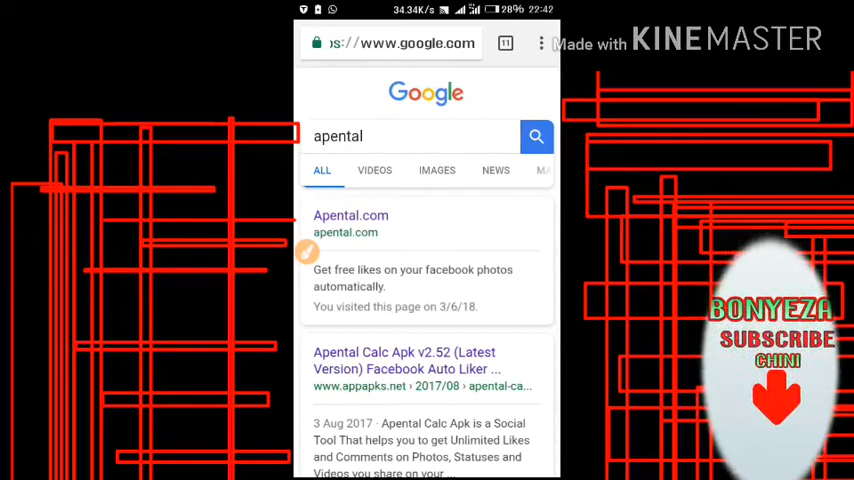 34.34K/s 28% 22:42
ps://www.google.com
11
Made with KINEMASTER
Google
apental
ALL VIDEOS IMAGES NEWS MA
Apental.com
apental.com
Get free likes on your facebook photos
automatically.
You visited this page on 3/6/18.
Apental Calc Apk v2.52 (Latest
Version) Facebook Auto Liker ...
www.appapks.net › 2017/08 › apental-ca...
3 Aug 2017 · Apental Calc Apk is a Social
Tool That helps you to get Unlimited Likes
and Comments on Photos, Statuses and
Videos you share on your ...
BONYEZA
SUBSCRIBE
CHINI